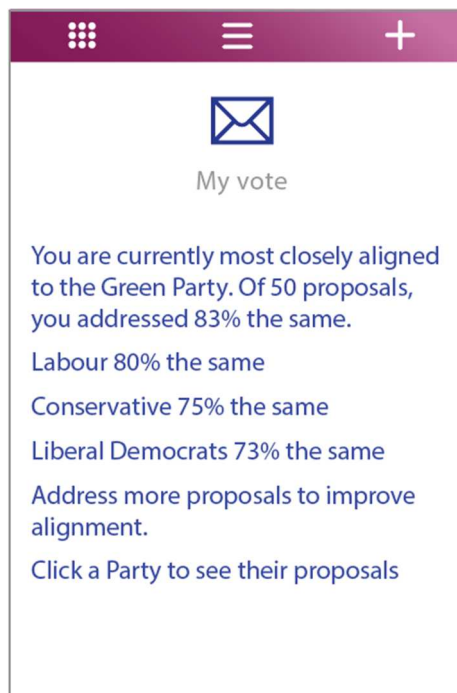 My vote
You are currently most closely aligned
to the Green Party. Of 50 proposals,
you addressed 83% the same.
Labour 80% the same
Conservative 75% the same
Liberal Democrats 73% the same
Address more proposals to improve
alignment.
Click a Party to see their proposals